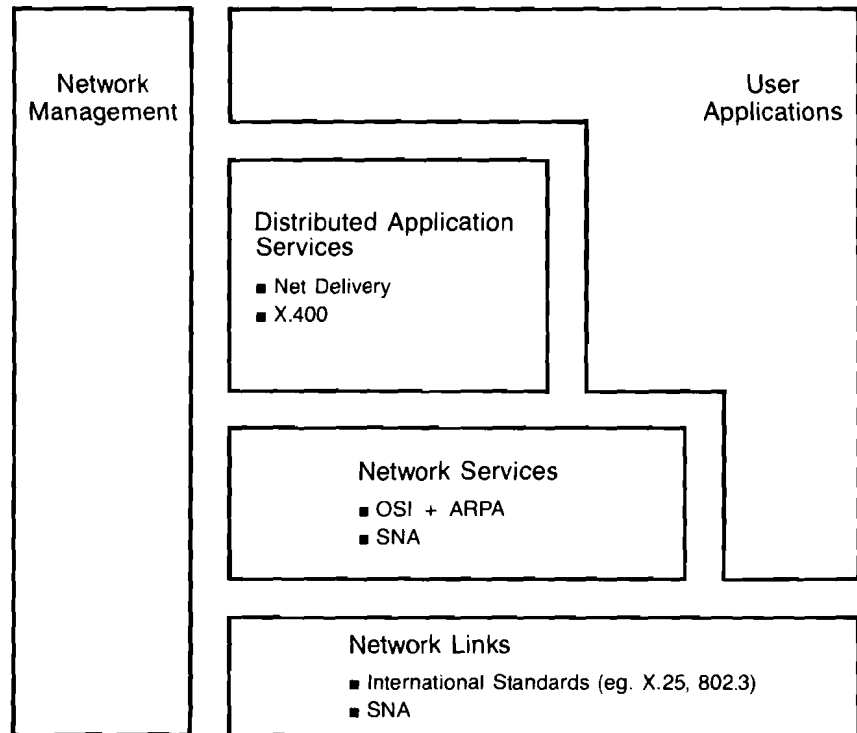 Network
Management
User
Applications
Distributed Application
Services
■ Net Delivery
■ X.400
Network Services
■ OSI + ARPA
■ SNA
Network Links
■ International Standards (eg. X.25, 802.3)
■ SNA